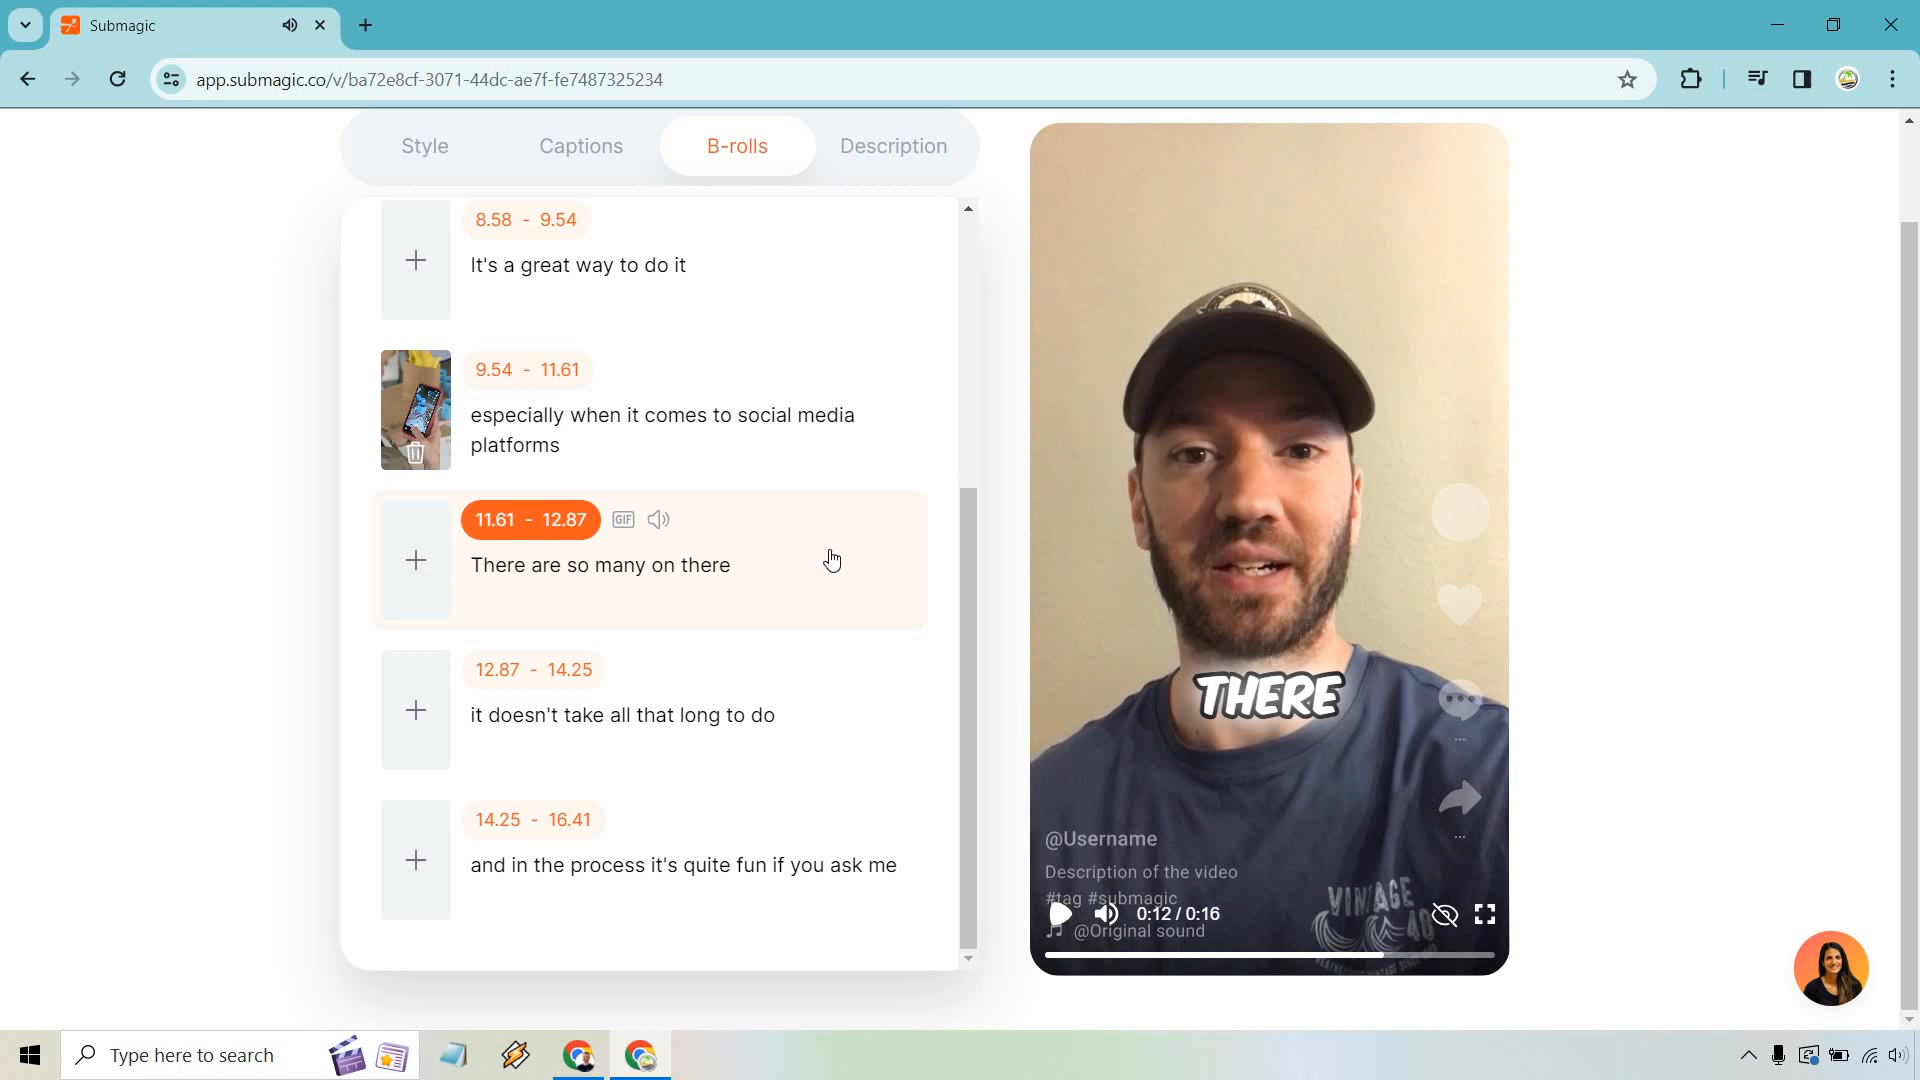 Submagic
app.submagic.co/v/ba72e8cf-3071-44dc-ae7f-fe7487325234
Style
Captions
B-rolls
Description
8.58 - 9.54
It's a great way to do it
9.54 - 11.61
especially when it comes to social media
platforms
11.61 - 12.87
GIF
There are so many on there
12.87 - 14.25
it doesn't take all that long to do
14.25 - 16.41
and in the process it's quite fun if you ask me
THERE
...
...
@Username
Description of the video
#tag #submagic
0:12 / 0:16
@Original sound
VINTAGE
Type here to search